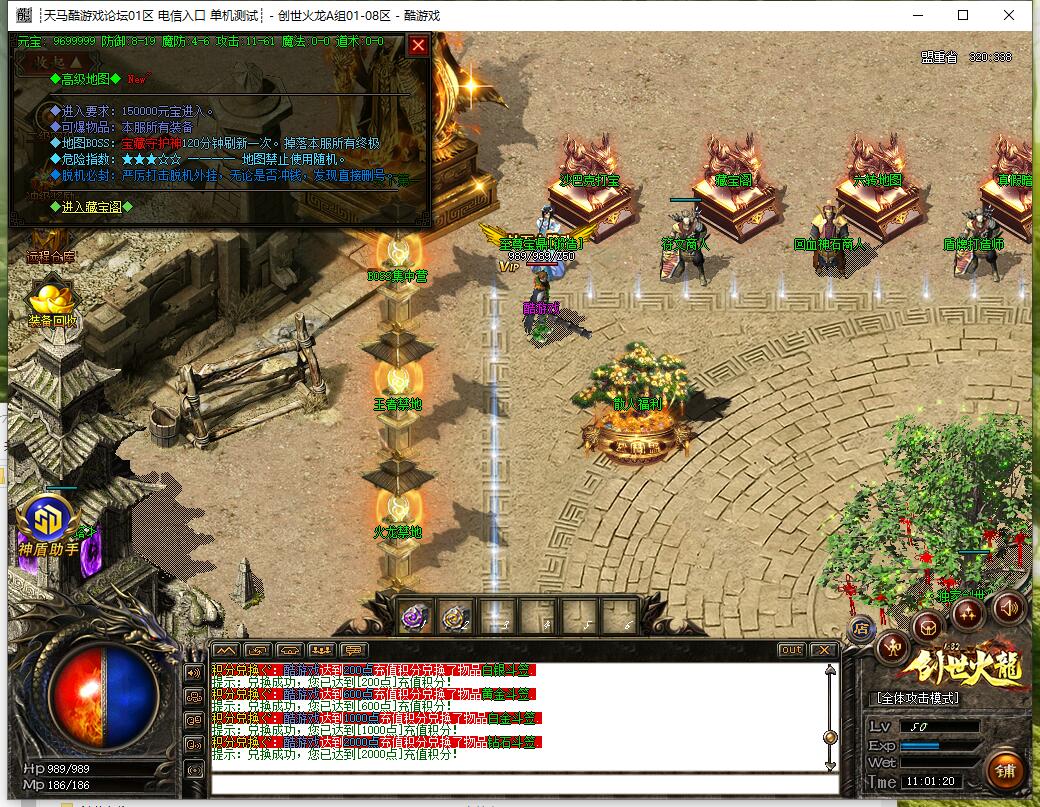 天马酷游戏论坛01区 电信入口 单机测试 - 创世火龙A组01-08区 - 酷游戏
元宝: 9699999 防御:8-19 魔防:4-6 攻击:11-61 魔法:0-0 道术:0-0
收起▲
◆高级地图◆ New
◆进入要求: 150000元宝进入。
◆可爆物品: 本服所有装备
◆地图BOSS: 宝藏守护神120分钟刷新一次。掉落本服所有终极
◆危险指数: ★★★☆☆ ———— 地图禁止使用随机。
◆脱机必封: 严厉打击脱机外挂,无论是否冲钱,发现直接删号
◆进入藏宝阁◆
盟重省 320:338
沙巴克打宝
藏宝阁
六转地图
真假暗
至尊宝鼎[锻造]
989/989/Z50
VIP
符文商人
回血神石商人
盾牌打造师
远程仓库
BOSS集中营
装备回收
酷游戏
王者禁地
散人福利
火龙禁地
神盾助手
店
创世火龍
[全体攻击模式]
out
积分兑换<<: 酷游戏达到200点充值积分兑换了物品白银斗笠.
提示: 兑换成功,您已达到[200点]充值积分!
积分兑换<<: 酷游戏达到600点充值积分兑换了物品黄金斗笠.
提示: 兑换成功,您已达到[600点]充值积分!
积分兑换<<: 酷游戏达到1000点充值积分兑换了物品白金斗笠.
提示: 兑换成功,您已达到[1000点]充值积分!
积分兑换<<: 酷游戏达到2000点充值积分兑换了物品钻石斗笠.
提示: 兑换成功,您已达到[2000点]充值积分!
Lv 50
Exp
Wet
Tme 11:01:20
铺
Hp 989/989
Mp 186/186